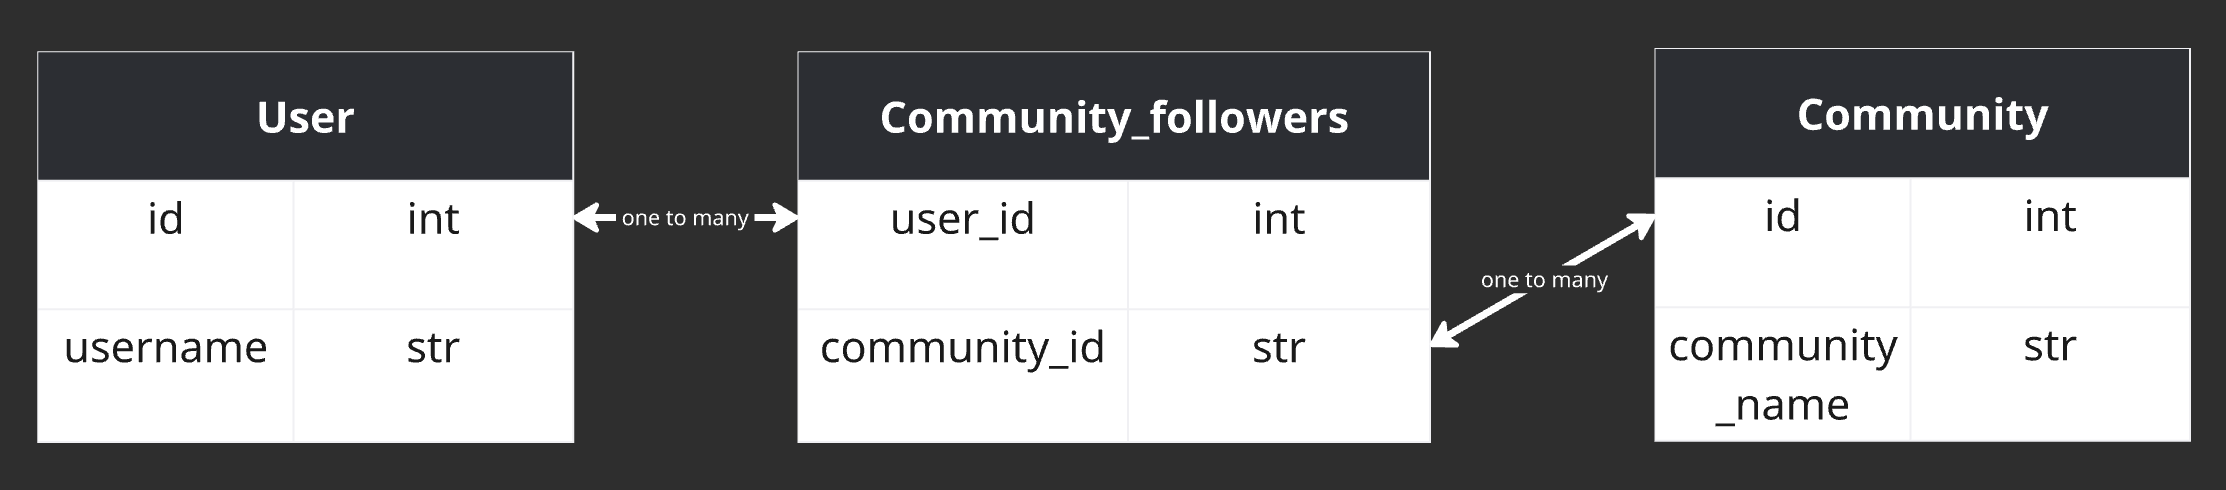 User
id int
username str
one to many
Community_followers
user_id int
community_id str
one to many
Community
id int
community str
_name